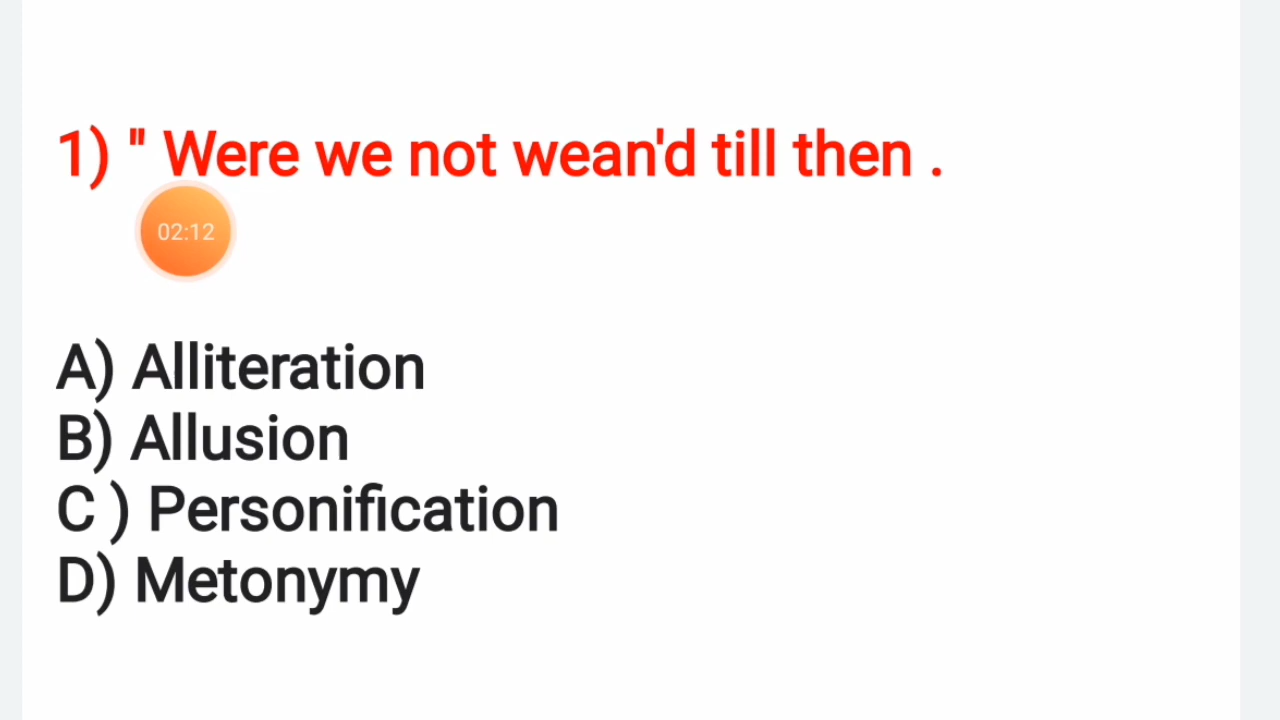 1) " Were we not wean'd till then .
02:12
A) Alliteration
B) Allusion
C ) Personification
D) Metonymy